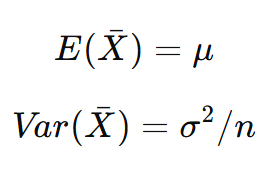 E(X̄) = μ
Var(X̄) = σ²/n